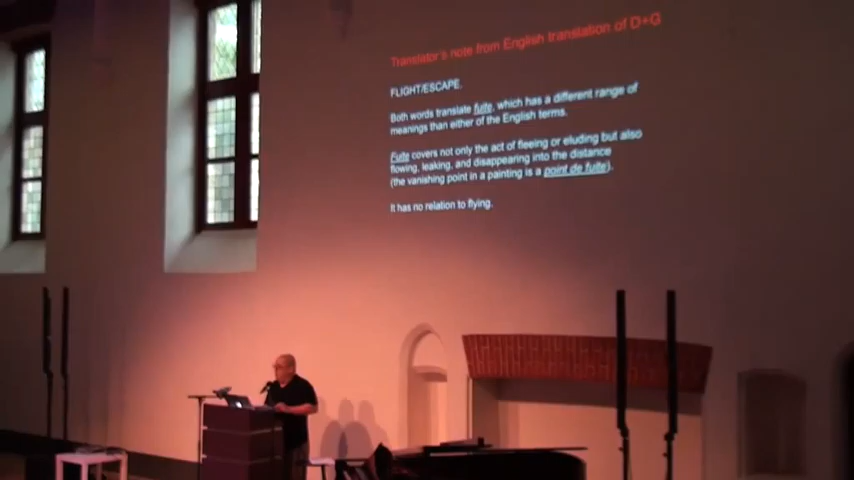 Translator's note from English translation of D+G
FLIGHT/ESCAPE.
Both words translate fuite, which has a different range of
meanings than either of the English terms.
Fuite covers not only the act of fleeing or eluding but also
flowing, leaking, and disappearing into the distance
(the vanishing point in a painting is a point de fuite).
It has no relation to flying.